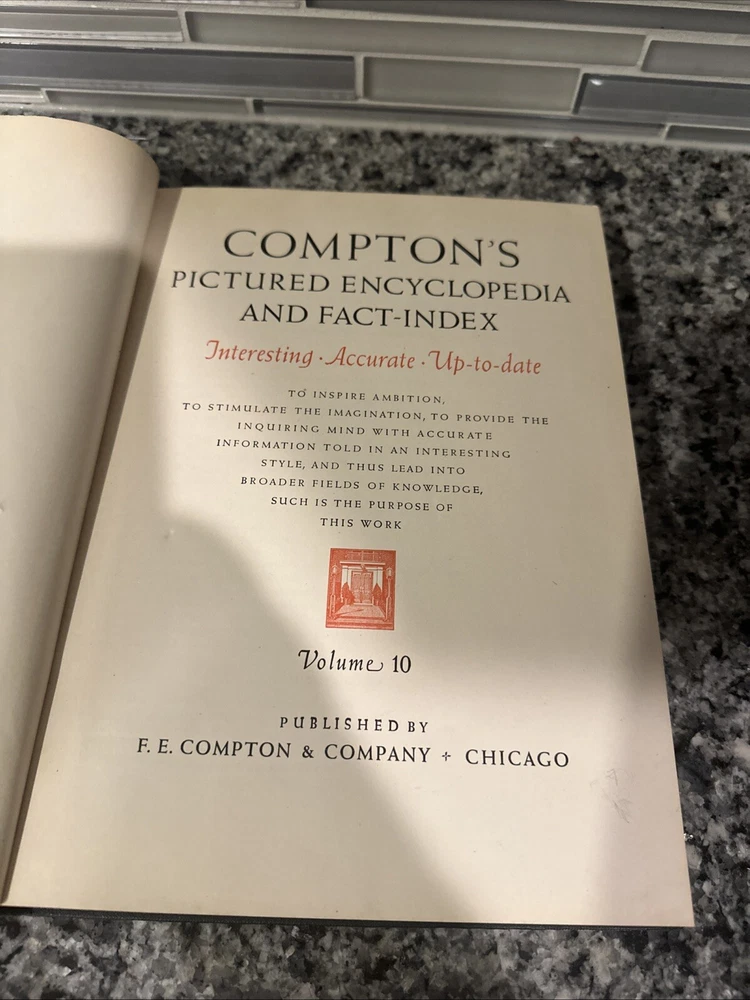 COMPTON'S
PICTURED ENCYCLOPEDIA
AND FACT-INDEX
Interesting · Accurate · Up-to-date
TO INSPIRE AMBITION,
TO STIMULATE THE IMAGINATION, TO PROVIDE THE
INQUIRING MIND WITH ACCURATE
INFORMATION TOLD IN AN INTERESTING
STYLE, AND THUS LEAD INTO
BROADER FIELDS OF KNOWLEDGE,
SUCH IS THE PURPOSE OF
THIS WORK
Volume 10
PUBLISHED BY
F. E. COMPTON & COMPANY + CHICAGO